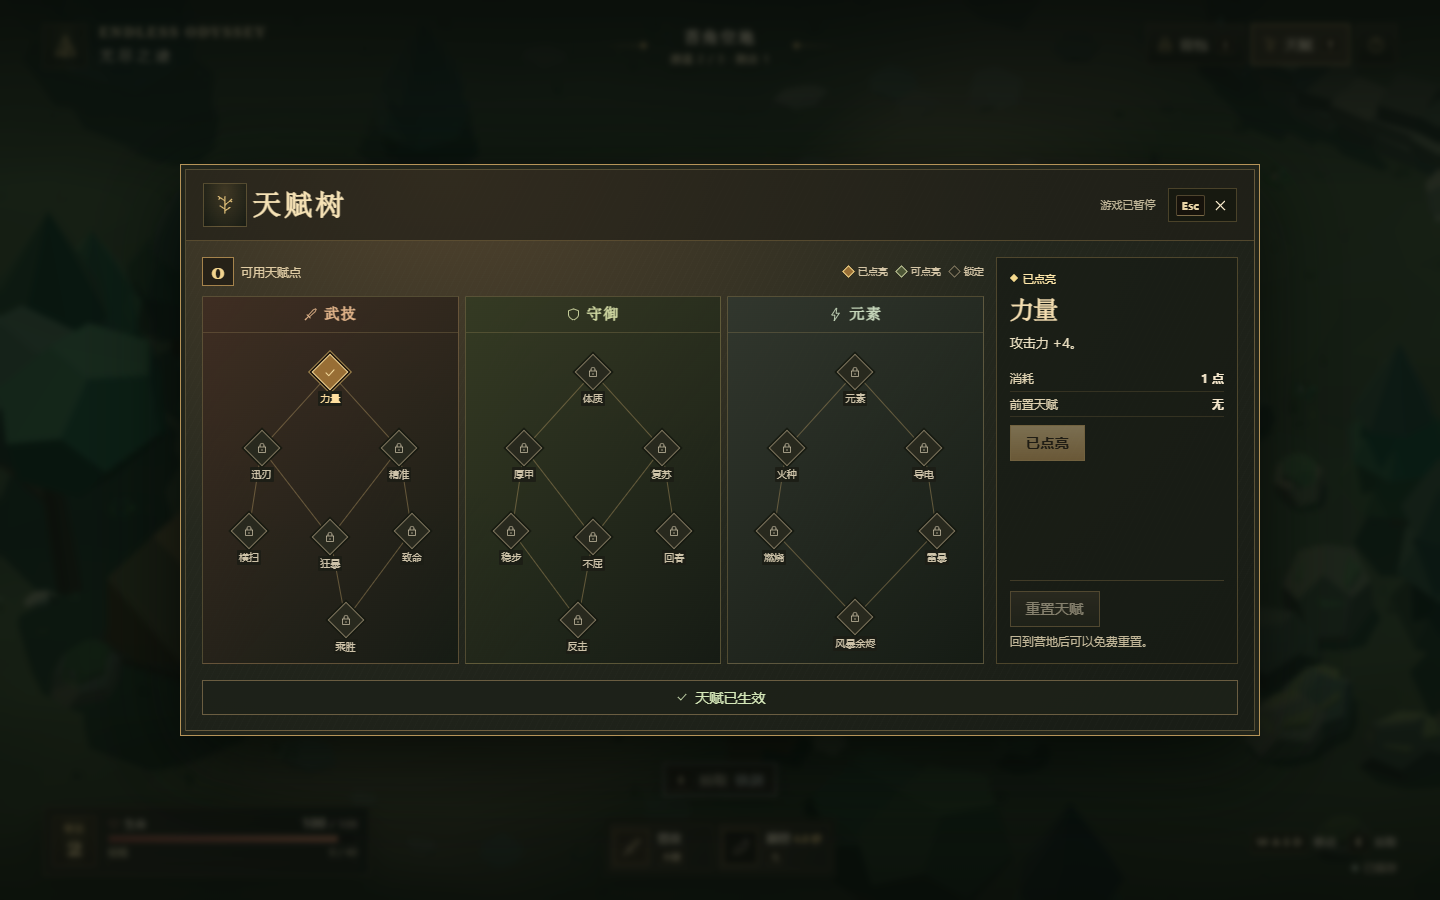 ENDLESS ODYSSEY
天赋树
游戏已暂停
Esc
0 可用天赋点
已点亮 可点亮 锁定
武技
守御
元素
力量
体质
元素
迅刃
精准
厚甲
复苏
火种
导电
横扫
狂暴
致命
稳步
不屈
回春
燃烧
雷暴
乘胜
反击
风暴余烬
已点亮
力量
攻击力 +4。
消耗 1 点
前置天赋 无
已点亮
重置天赋
回到营地后可以免费重置。
天赋已生效